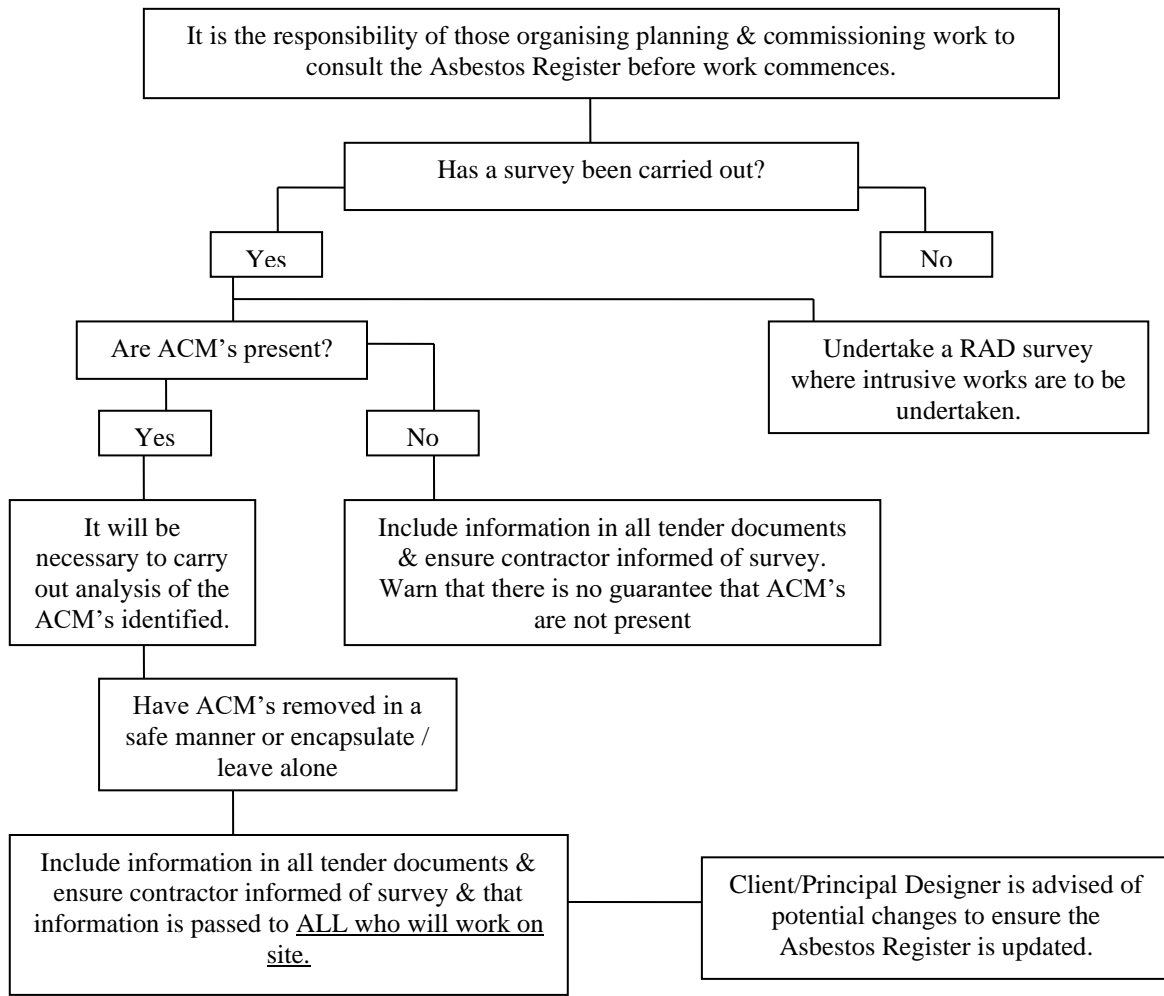 It is the responsibility of those organising planning & commissioning work to
consult the Asbestos Register before work commences.
Has a survey been carried out?
Yes
No
Are ACM’s present?
Undertake a RAD survey
where intrusive works are to be
undertaken.
Yes
No
It will be
necessary to carry
out analysis of the
ACM’s identified.
Include information in all tender documents
& ensure contractor informed of survey.
Warn that there is no guarantee that ACM’s
are not present
Have ACM’s removed in a
safe manner or encapsulate /
leave alone
Include information in all tender documents &
ensure contractor informed of survey & that
information is passed to ALL who will work on
site.
Client/Principal Designer is advised of
potential changes to ensure the
Asbestos Register is updated.